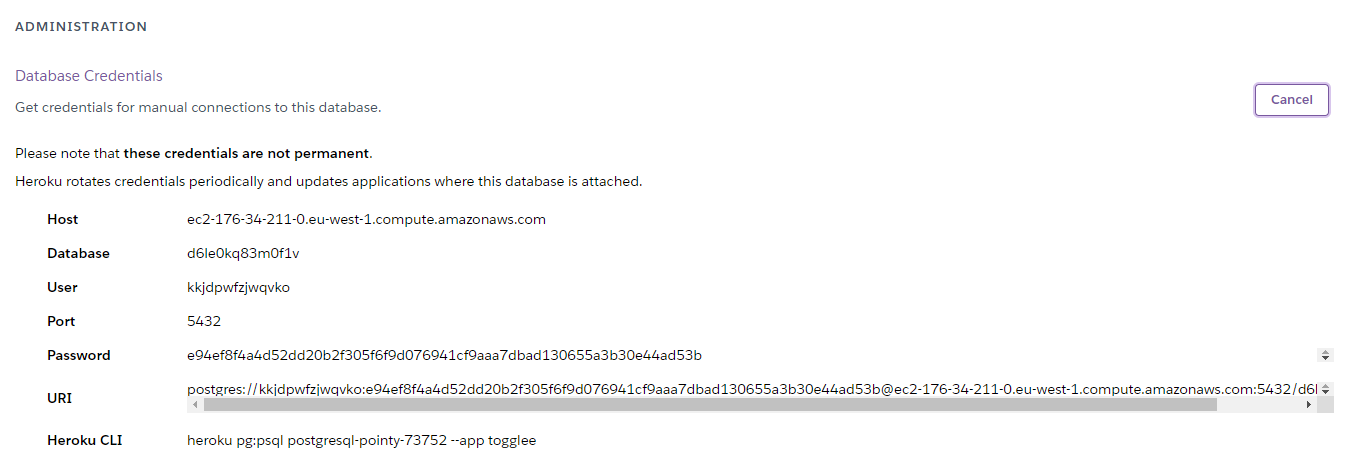 ADMINISTRATION
Database Credentials
Get credentials for manual connections to this database.
Cancel
Please note that these credentials are not permanent.
Heroku rotates credentials periodically and updates applications where this database is attached.
Host ec2-176-34-211-0.eu-west-1.compute.amazonaws.com
Database d6le0kq83m0f1v
User kkjdpwfzjwqvko
Port 5432
Password e94ef8f4a4d52dd20b2f305f6f9d076941cf9aaa7dbad130655a3b30e44ad53b
URI postgres://kkjdpwfzjwqvko:e94ef8f4a4d52dd20b2f305f6f9d076941cf9aaa7dbad130655a3b30e44ad53b@ec2-176-34-211-0.eu-west-1.compute.amazonaws.com:5432/d6l
Heroku CLI heroku pg:psql postgresql-pointy-73752 --app togglee